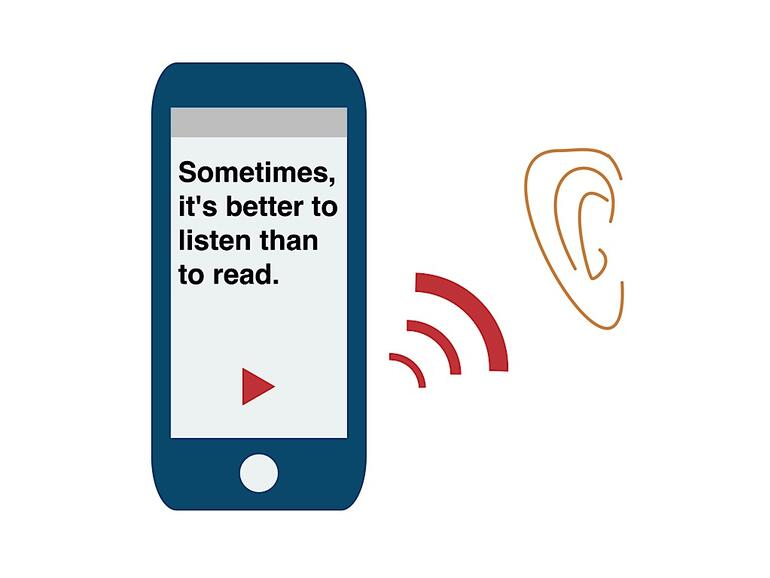 Sometimes,
it's better to
listen than
to read.